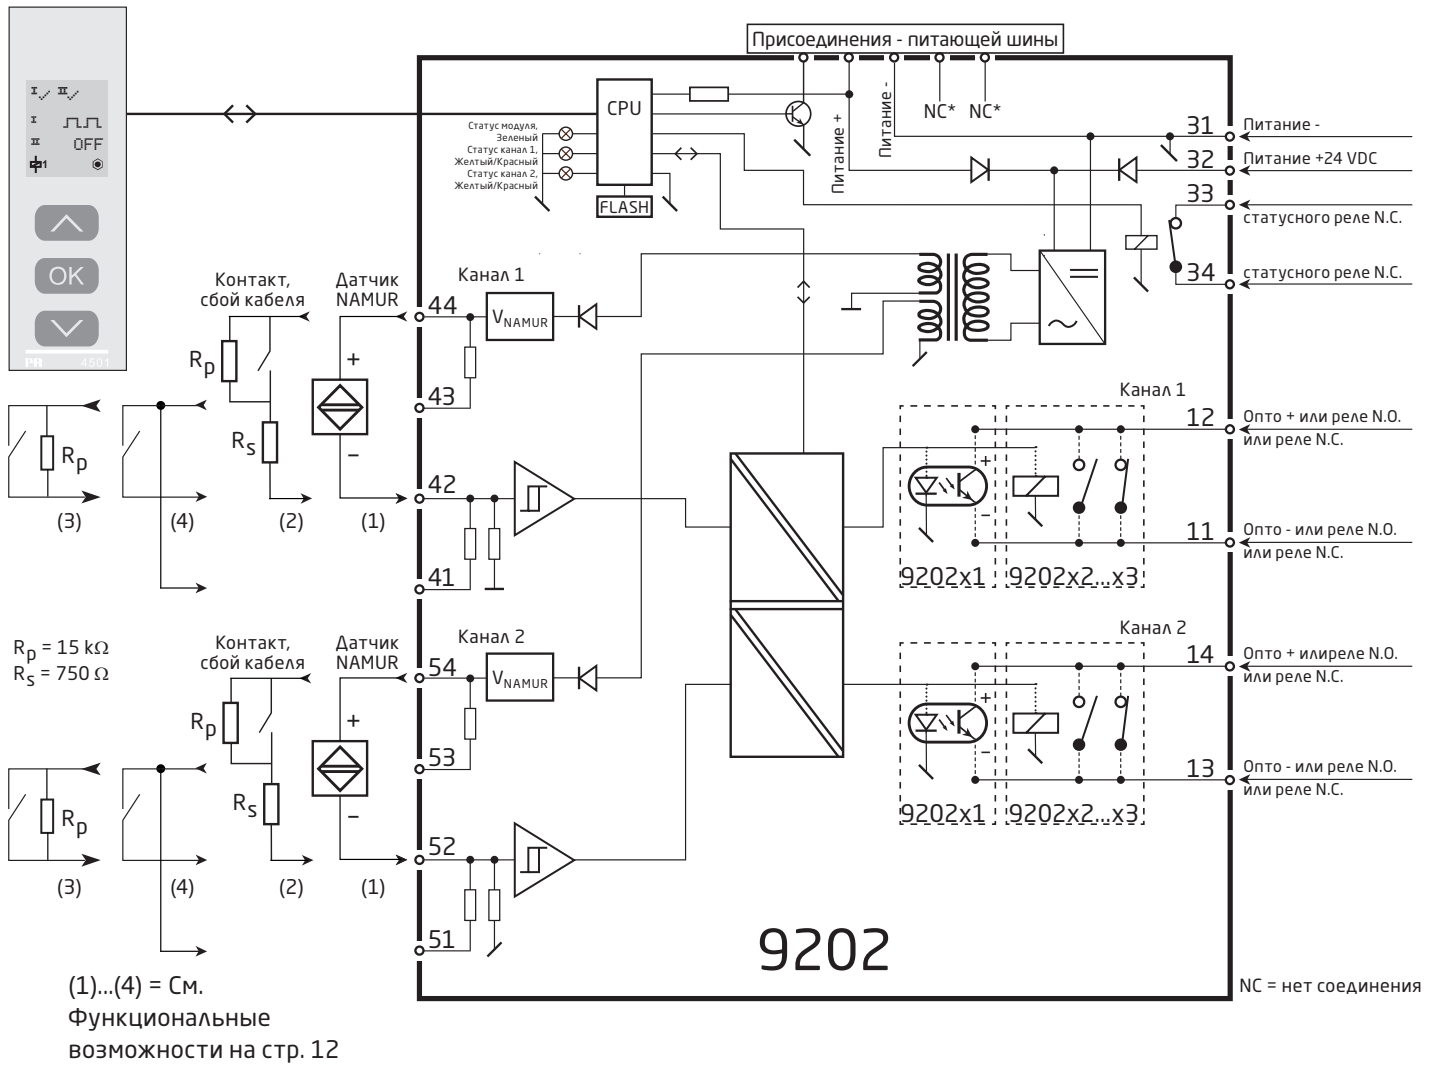 Присоединения - питающей шины
I
II
I
II
OFF
1
OK
PR 4501
CPU
FLASH
Статус модуля,
Зеленый
Статус канал 1,
Желтый/Красный
Статус канал 2,
Желтый/Красный
Питание +
Питание -
NC*
NC*
31
Питание -
32
Питание +24 VDC
33
статусного реле N.C.
34
статусного реле N.C.
Контакт,
сбой кабеля
Датчик
NAMUR
Канал 1
44
VNAMUR
43
42
41
Rp
Rs
+
–
Rp
(3)
(4)
(2)
(1)
Канал 1
12
Опто + или реле N.O.
или реле N.C.
+
–
11
Опто - или реле N.O.
или реле N.C.
9202x1
9202x2...x3
Rp = 15 kΩ
Rs = 750 Ω
Контакт,
сбой кабеля
Датчик
NAMUR
Канал 2
54
VNAMUR
53
52
51
Rp
Rs
+
–
Rp
(3)
(4)
(2)
(1)
Канал 2
14
Опто + илиреле N.O.
или реле N.C.
+
–
13
Опто - или реле N.O.
или реле N.C.
9202x1
9202x2...x3
9202
NC = нет соединения
(1)...(4) = См.
Функциональные
возможности на стр. 12